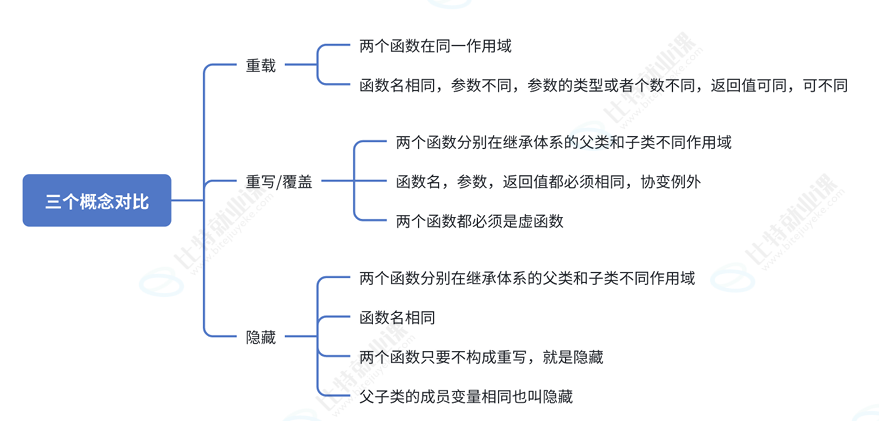 三个概念对比
重载
两个函数在同一作用域
函数名相同，参数不同，参数的类型或者个数不同，返回值可同，可不同
重写/覆盖
两个函数分别在继承体系的父类和子类不同作用域
函数名，参数，返回值都必须相同，协变例外
两个函数都必须是虚函数
隐藏
两个函数分别在继承体系的父类和子类不同作用域
函数名相同
两个函数只要不构成重写，就是隐藏
父子类的成员变量相同也叫隐藏
比特就业课
比特就业课
比特就业课
比特就业课